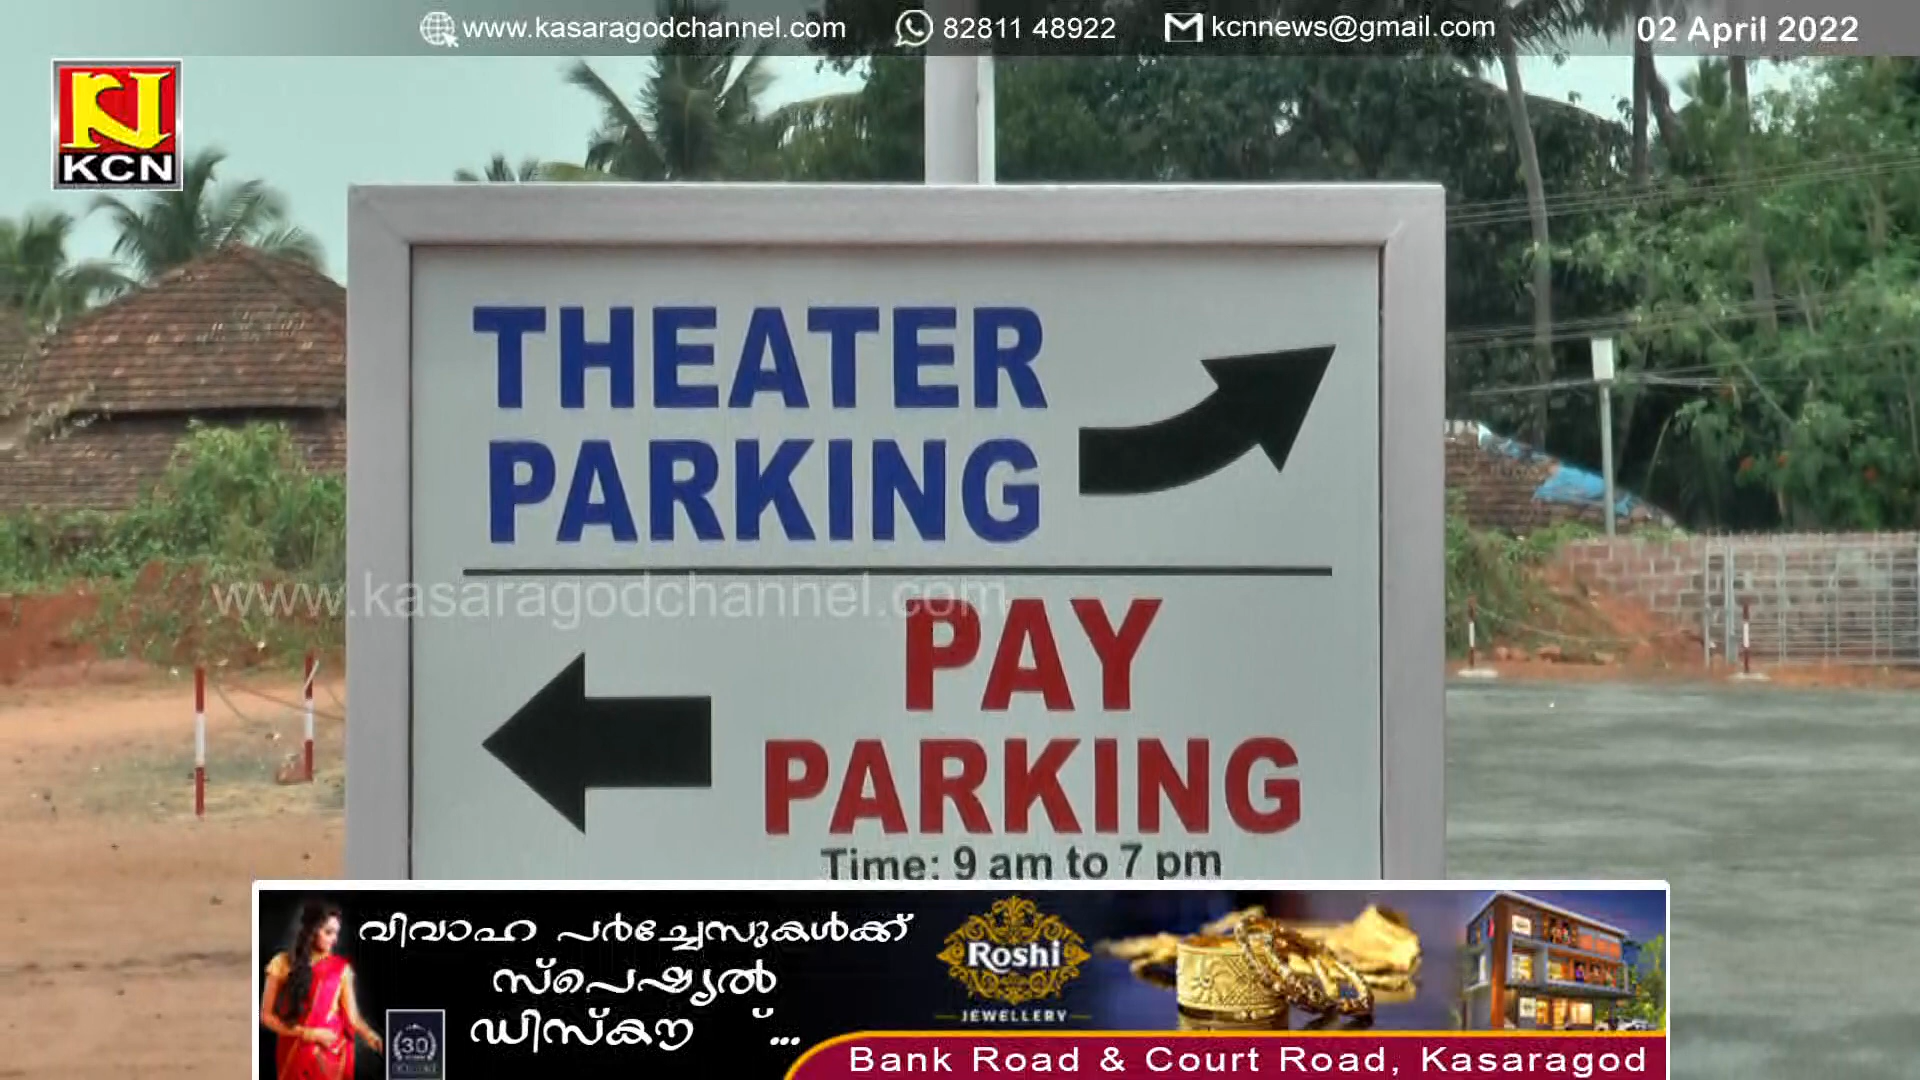 www.kasaragodchannel.com 82811 48922 kcnnews@gmail.com 02 April 2022
KCN
THEATER
PARKING
www.kasaragodchannel.com
PAY
PARKING
Time: 9 am to 7 pm
വിവാഹ പർച്ചേസുകൾക്ക്
സ്പെഷ്യൽ
Roshi
JEWELLERY
30
Bank Road & Court Road, Kasaragod